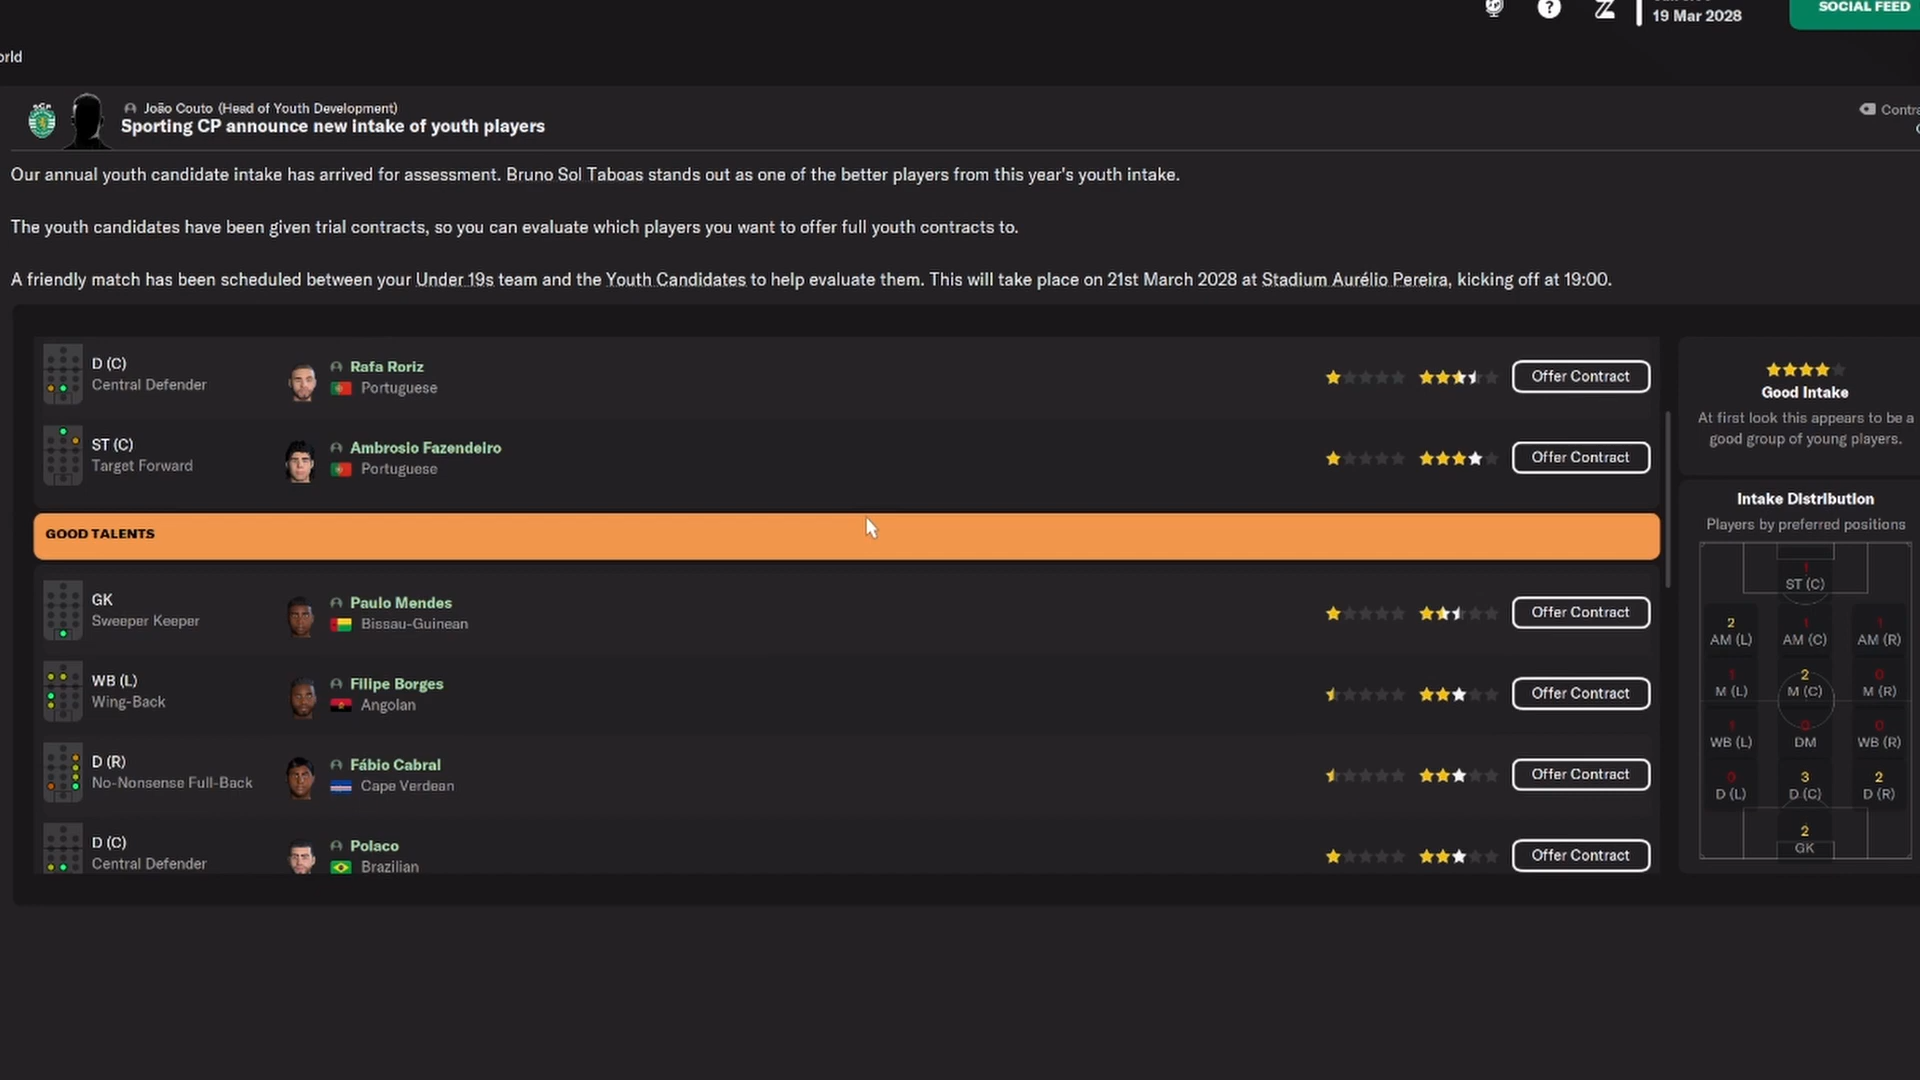 19 Mar 2028
SOCIAL FEED
orld
João Couto (Head of Youth Development)
Sporting CP announce new intake of youth players
Contra
Our annual youth candidate intake has arrived for assessment. Bruno Sol Taboas stands out as one of the better players from this year's youth intake.
The youth candidates have been given trial contracts, so you can evaluate which players you want to offer full youth contracts to.
A friendly match has been scheduled between your Under 19s team and the Youth Candidates to help evaluate them. This will take place on 21st March 2028 at Stadium Aurélio Pereira, kicking off at 19:00.
D (C)
Central Defender
Rafa Roriz
Portuguese
Offer Contract
ST (C)
Target Forward
Ambrosio Fazendeiro
Portuguese
Offer Contract
GOOD TALENTS
GK
Sweeper Keeper
Paulo Mendes
Bissau-Guinean
Offer Contract
WB (L)
Wing-Back
Filipe Borges
Angolan
Offer Contract
D (R)
No-Nonsense Full-Back
Fábio Cabral
Cape Verdean
Offer Contract
D (C)
Central Defender
Polaco
Brazilian
Offer Contract
Good Intake
At first look this appears to be a
good group of young players.
Intake Distribution
Players by preferred positions
1
ST (C)
2 1 1
AM (L) AM (C) AM (R)
1 2 0
M (L) M (C) M (R)
1 0 0
WB (L) DM WB (R)
0 3 2
D (L) D (C) D (R)
2
GK